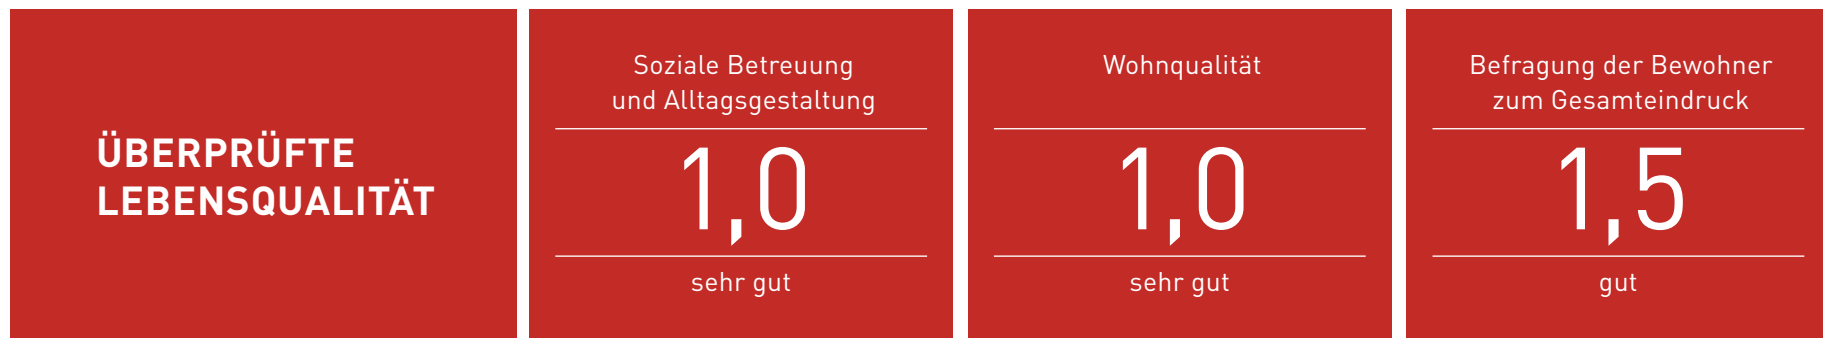 ÜBERPRÜFTE
LEBENSQUALITÄT
Soziale Betreuung
und Alltagsgestaltung
1,0
sehr gut
Wohnqualität
1,0
sehr gut
Befragung der Bewohner
zum Gesamteindruck
1,5
gut